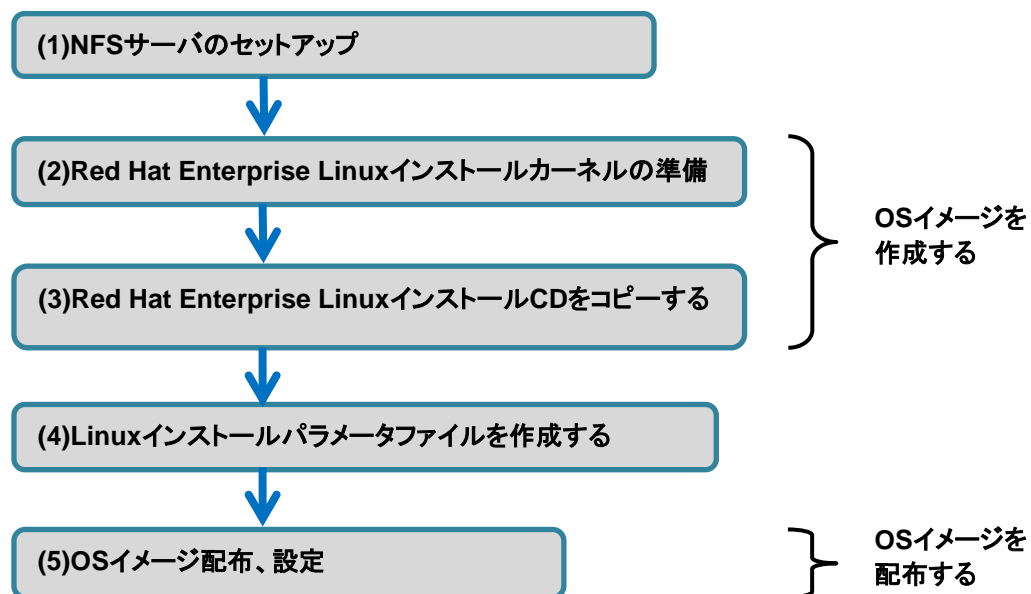 (1)NFSサーバのセットアップ
(2)Red Hat Enterprise Linuxインストールカーネルの準備
(3)Red Hat Enterprise LinuxインストールCDをコピーする
OSイメージを
作成する
(4)Linuxインストールパラメータファイルを作成する
(5)OSイメージ配布、設定
OSイメージを
配布する